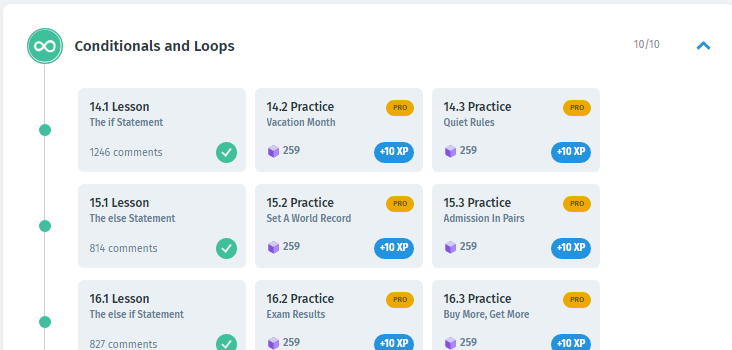 Conditionals and Loops
10/10
14.1 Lesson
The if Statement
1246 comments
14.2 Practice
PRO
Vacation Month
259
+10 XP
14.3 Practice
PRO
Quiet Rules
259
+10 XP
15.1 Lesson
The else Statement
814 comments
15.2 Practice
PRO
Set A World Record
259
+10 XP
15.3 Practice
PRO
Admission In Pairs
259
+10 XP
16.1 Lesson
The else if Statement
827 comments
16.2 Practice
PRO
Exam Results
259
+10 XP
16.3 Practice
PRO
Buy More, Get More
259
+10 XP